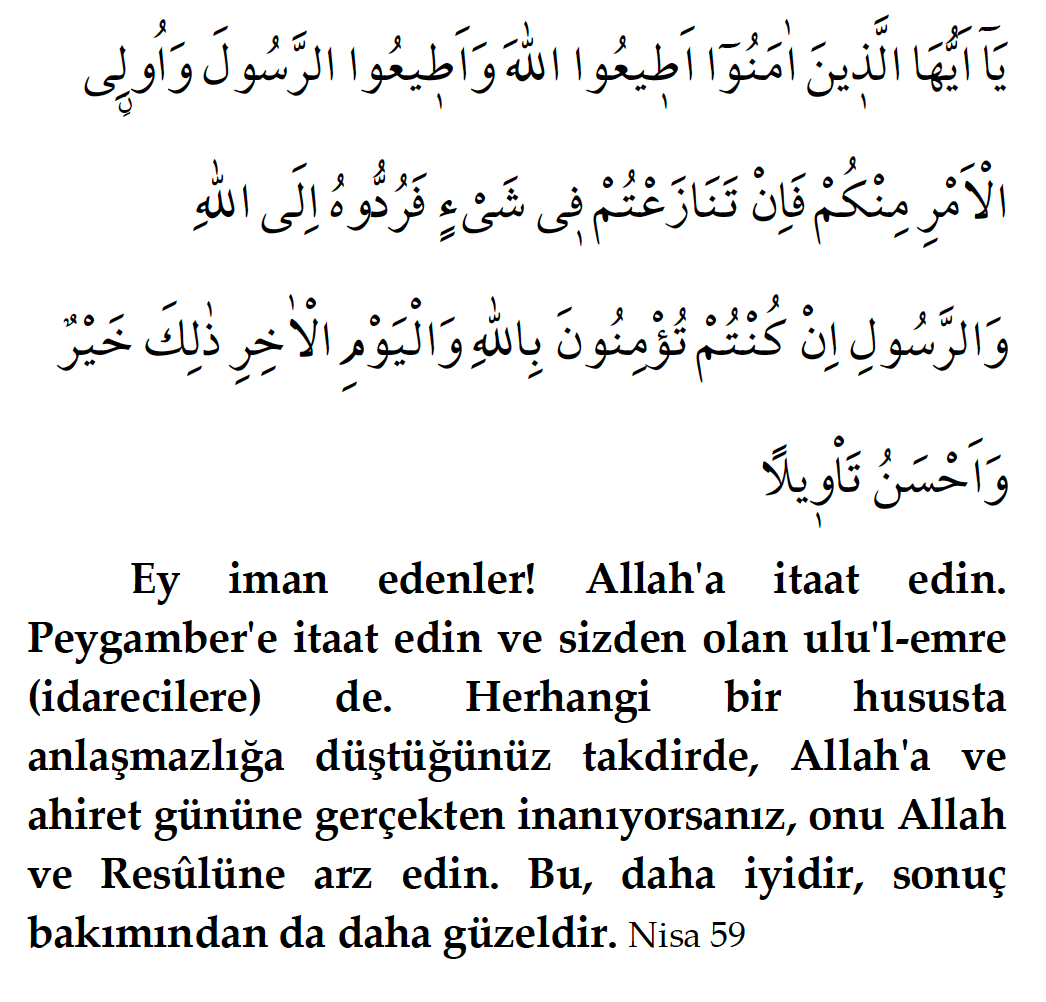 يَٓا اَيُّهَا الَّذٖينَ اٰمَنُٓوا اَطٖيعُوا اللّٰهَ وَاَطٖيعُوا الرَّسُولَ وَاُو۬لِى
الْاَمْرِ مِنْكُمْ فَاِنْ تَنَازَعْتُمْ فٖى شَیْءٍ فَرُدُّوهُ اِلَى اللّٰهِ
وَالرَّسُولِ اِنْ كُنْتُمْ تُؤْمِنُونَ بِاللّٰهِ وَالْيَوْمِ الْاٰخِرِ ذٰلِكَ خَيْرٌ
وَاَحْسَنُ تَاْوٖيلًا
Ey iman edenler! Allah'a itaat edin.
Peygamber'e itaat edin ve sizden olan ulu'l-emre
(idarecilere) de. Herhangi bir hususta
anlaşmazlığa düştüğünüz takdirde, Allah'a ve
ahiret gününe gerçekten inanıyorsanız, onu Allah
ve Resûlüne arz edin. Bu, daha iyidir, sonuç
bakımından da daha güzeldir. Nisa 59